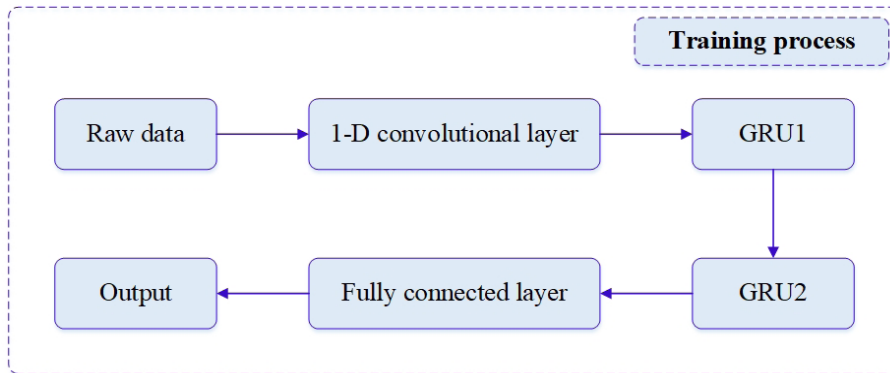 Training process
Raw data
1-D convolutional layer
GRU1
Output
Fully connected layer
GRU2